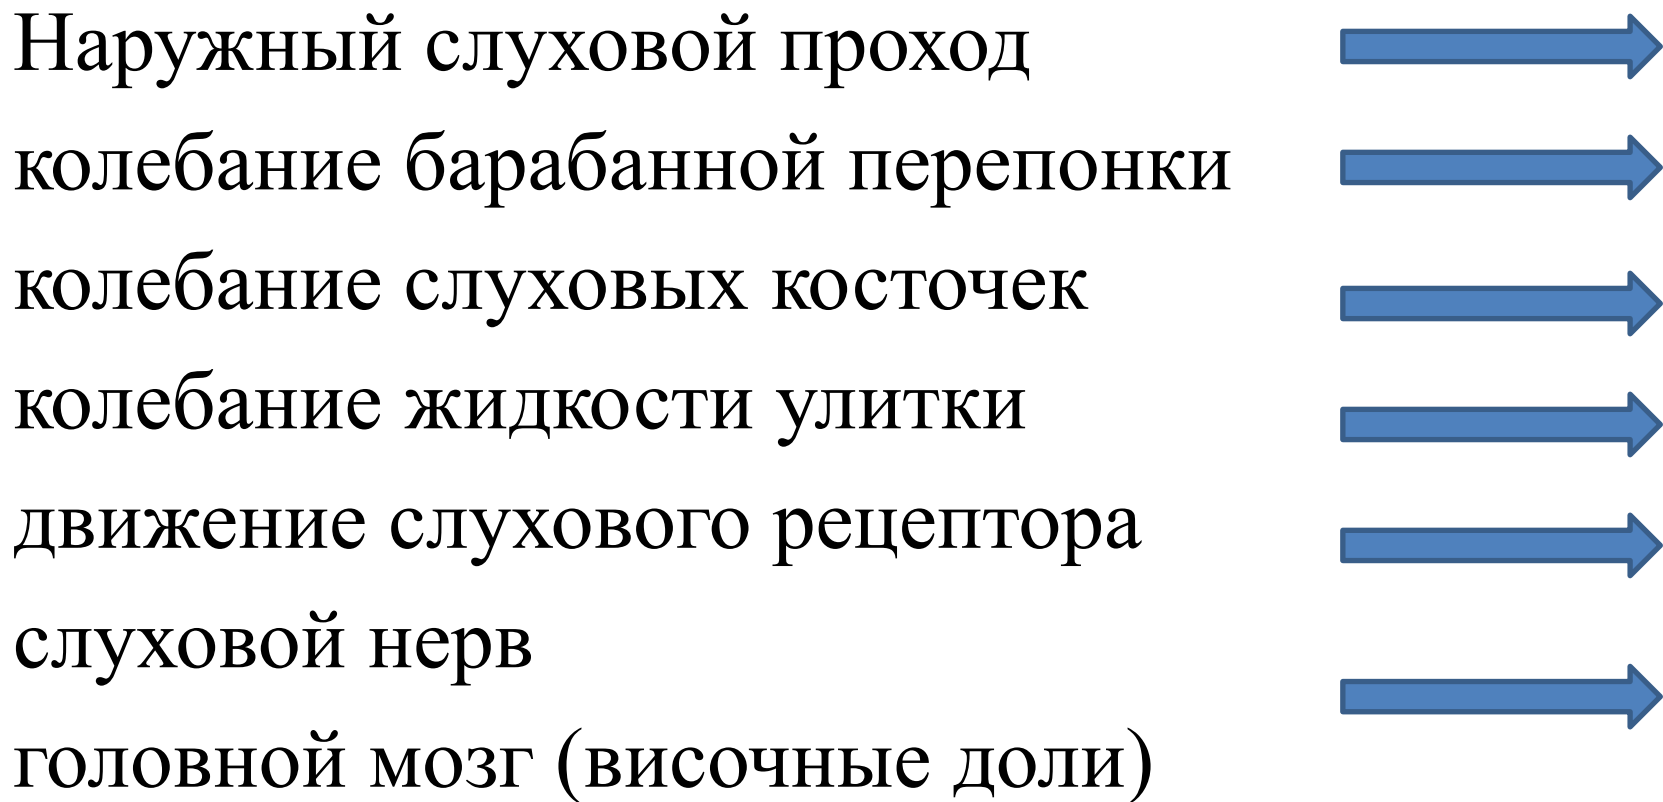 Наружный слуховой проход
колебание барабанной перепонки
колебание слуховых косточек
колебание жидкости улитки
движение слухового рецептора
слуховой нерв
головной мозг (височные доли)